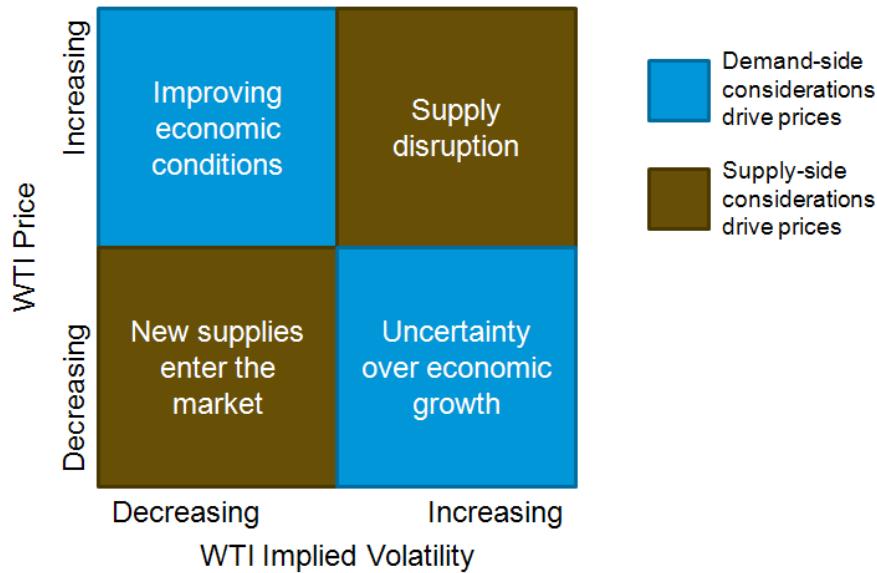 WTI Price
Increasing
Decreasing
Improving
economic
conditions
Supply
disruption
New supplies
enter the
market
Uncertainty
over economic
growth
Decreasing
Increasing
WTI Implied Volatility
Demand-side
considerations
drive prices
Supply-side
considerations
drive prices